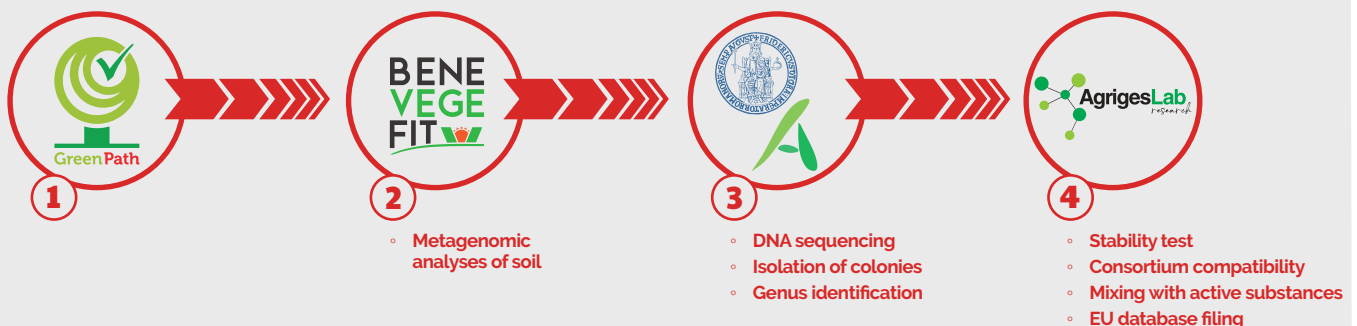 GreenPath
1
BENE
VEGE
FIT
2
Metagenomic
analyses of soil
3
DNA sequencing
Isolation of colonies
Genus identification
AgrigesLab
research
4
Stability test
Consortium compatibility
Mixing with active substances
EU database filing